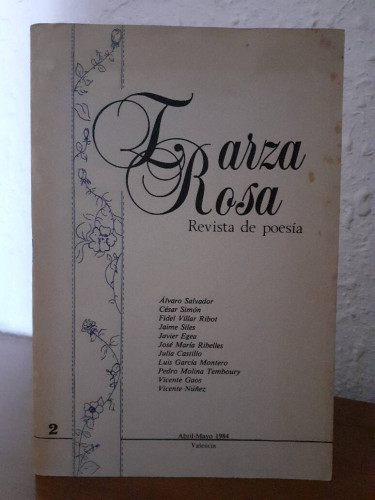 Zarza
Rosa
Revista de poesía
Álvaro Salvador
César Simón
Fidel Villar Ribot
Jaime Siles
Javier Egea
José María Ribelles
Julia Castillo
Luis García Montero
Pedro Molina Temboury
Vicente Gaos
Vicente Núñez
2
Abril-Mayo 1984
Valencia